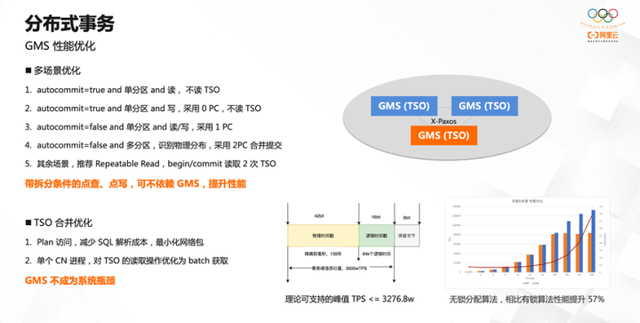 分布式事务
GMS 性能优化
阿里云
■ 多场景优化
1. autocommit=true and 单分区 and 读，不读 TSO
2. autocommit=true and 单分区 and 写，采用 0 PC，不读 TSO
3. autocommit=false and 单分区 and 读/写，采用 1 PC
4. autocommit=false and 多分区，识别物理分布，采用 2PC 合并提交
5. 其余场景，推荐 Repeatable Read，begin/commit 读取 2 次 TSO
带拆分条件的点查、点写，可不依赖 GMS，提升性能
GMS (TSO)
GMS (TSO)
X-Paxos
GMS (TSO)
■ TSO 合并优化
1. Plan 访问，减少 SQL 解析成本，最小化网络包
2. 单个 CN 进程，对 TSO 的读取操作优化为 batch 获取
GMS 不成为系统瓶颈
42bit
16bit
6bit
物理时间戳
逻辑时间戳
保留字节
理论可支持的峰值 TPS <= 3276.8w
无锁分配算法，相比有锁算法性能提升 57%